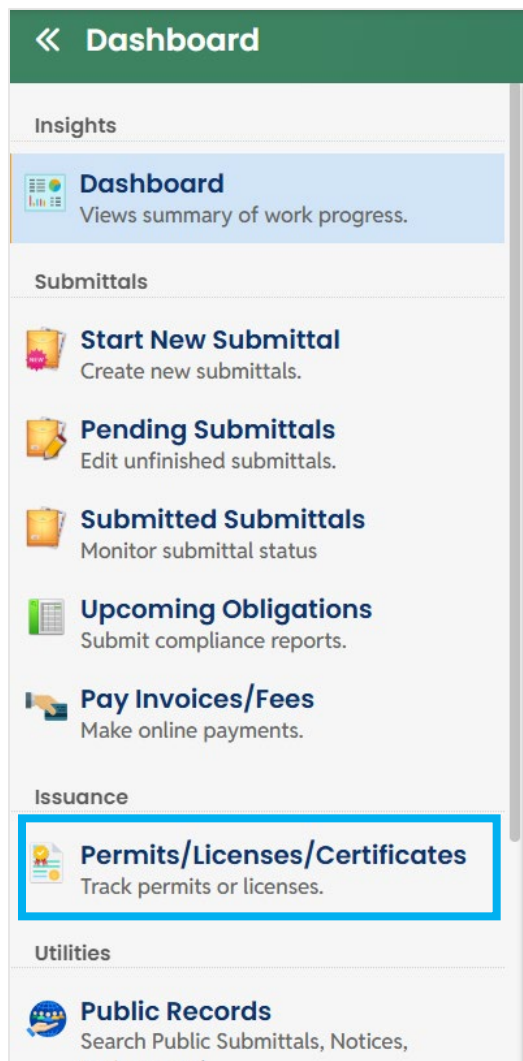 « Dashboard
Insights
Dashboard
Views summary of work progress.
Submittals
NEW
Start New Submittal
Create new submittals.
Pending Submittals
Edit unfinished submittals.
Submitted Submittals
Monitor submittal status
Upcoming Obligations
Submit compliance reports.
Pay Invoices/Fees
Make online payments.
Issuance
Permits/Licenses/Certificates
Track permits or licenses.
Utilities
Public Records
Search Public Submittals, Notices,